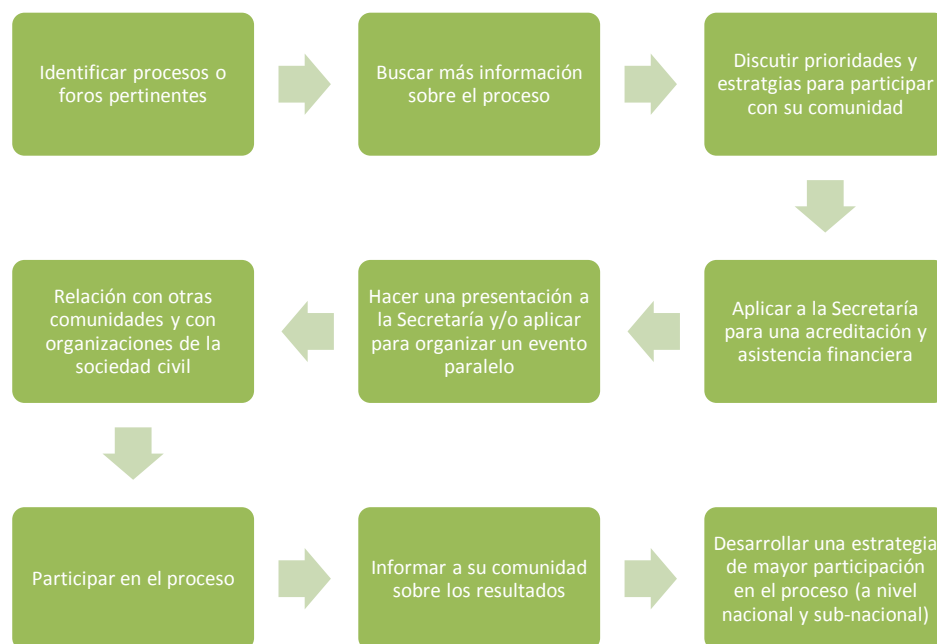 Identificar procesos o
foros pertinentes
Buscar más información
sobre el proceso
Discutir prioridades y
estratgias para participar
con su comunidad
Aplicar a la Secretaría
para una acreditación y
asistencia financiera
Hacer una presentación a
la Secretaría y/o aplicar
para organizar un evento
paralelo
Relación con otras
comunidades y con
organizaciones de la
sociedad civil
Participar en el proceso
Informar a su comunidad
sobre los resultados
Desarrollar una estrategia
de mayor participación
en el proceso (a nivel
nacional y sub-nacional)